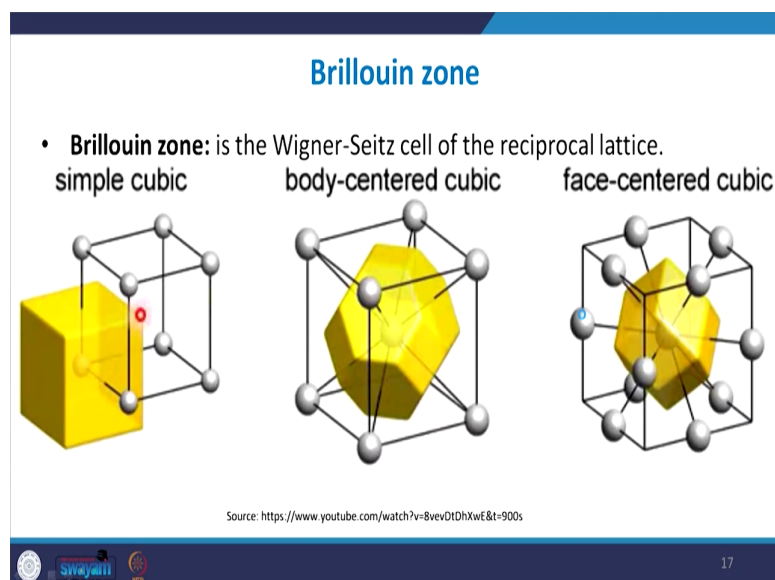 Brillouin zone
• Brillouin zone: is the Wigner-Seitz cell of the reciprocal lattice.
simple cubic
body-centered cubic
face-centered cubic
Source: https://www.youtube.com/watch?v=8vevDtDhXwE&t=900s
swayam
17